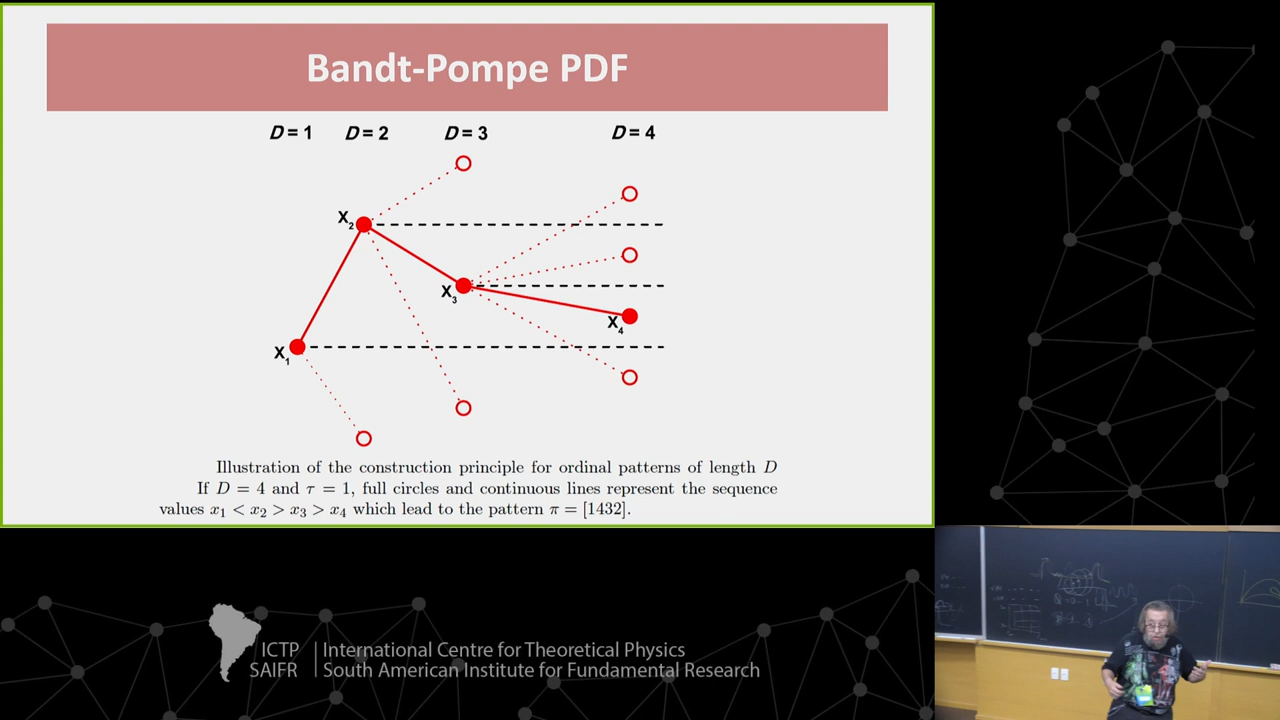 Bandt-Pompe PDF
D = 1 D = 2 D = 3 D = 4
X2
X3
X4
X1
Illustration of the construction principle for ordinal patterns of length D
If D = 4 and τ = 1, full circles and continuous lines represent the sequence
values x1 < x2 > x3 > x4 which lead to the pattern π = [1432].
ICTP International Centre for Theoretical Physics
SAIFR South American Institute for Fundamental Research